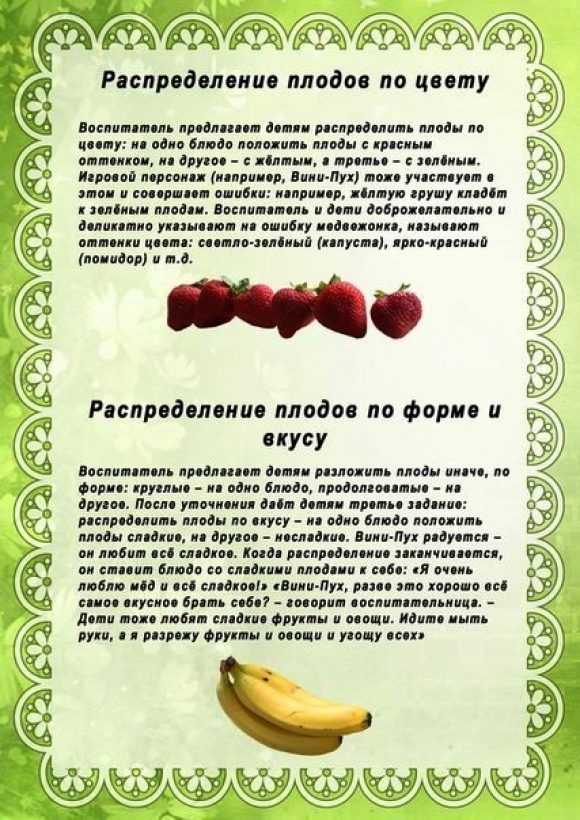 Распределение плодов по цвету
Воспитатель предлагает детям распределить плоды по
цвету: на одно блюдо положить плоды с красным
оттенком, на другое – с жёлтым, а третье – с зелёным.
Игровой персонаж (например, Вини-Пух) тоже участвует в
этом и совершает ошибки: например, жёлтую грушу кладёт
к зелёным плодам. Воспитатель и дети доброжелательно и
деликатно указывают на ошибку медвежонка, называют
оттенки цвета: светло-зелёный (капуста), ярко-красный
(помидор) и т.д.
Распределение плодов по форме и
вкусу
Воспитатель предлагает детям разложить плоды иначе, по
форме: круглые – на одно блюдо, продолговатые – на
другое. После уточнения даёт детям третье задание:
распределить плоды по вкусу – на одно блюдо положить
плоды сладкие, на другое – несладкие. Вини-Пух радуется –
он любит всё сладкое. Когда распределение заканчивается,
он ставит блюдо со сладкими плодами к себе: «Я очень
люблю мёд и всё сладкое!» «Вини-Пух, разве это хорошо всё
самое вкусное брать себе? – говорит воспитательница. –
Дети тоже любят сладкие фрукты и овощи. Идите мыть
руки, а я разрежу фрукты и овощи и угощу всех»